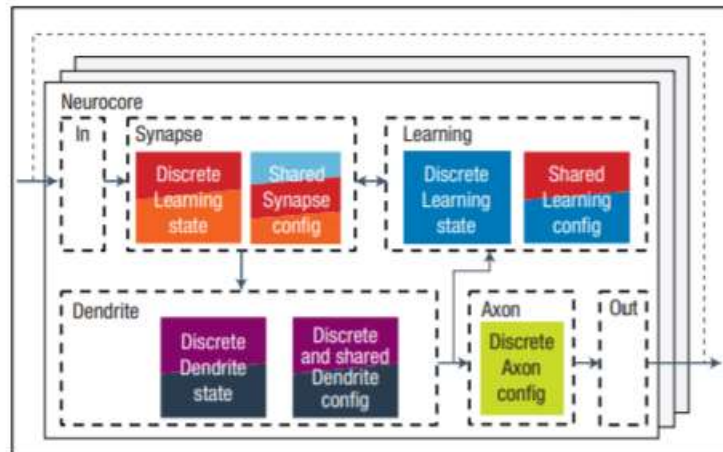 Neurocore
In
Synapse
Discrete
Learning
state
Shared
Synapse
config
Learning
Discrete
Learning
state
Shared
Learning
config
Dendrite
Discrete
Dendrite
state
Discrete
and shared
Dendrite
config
Axon
Discrete
Axon
config
Out